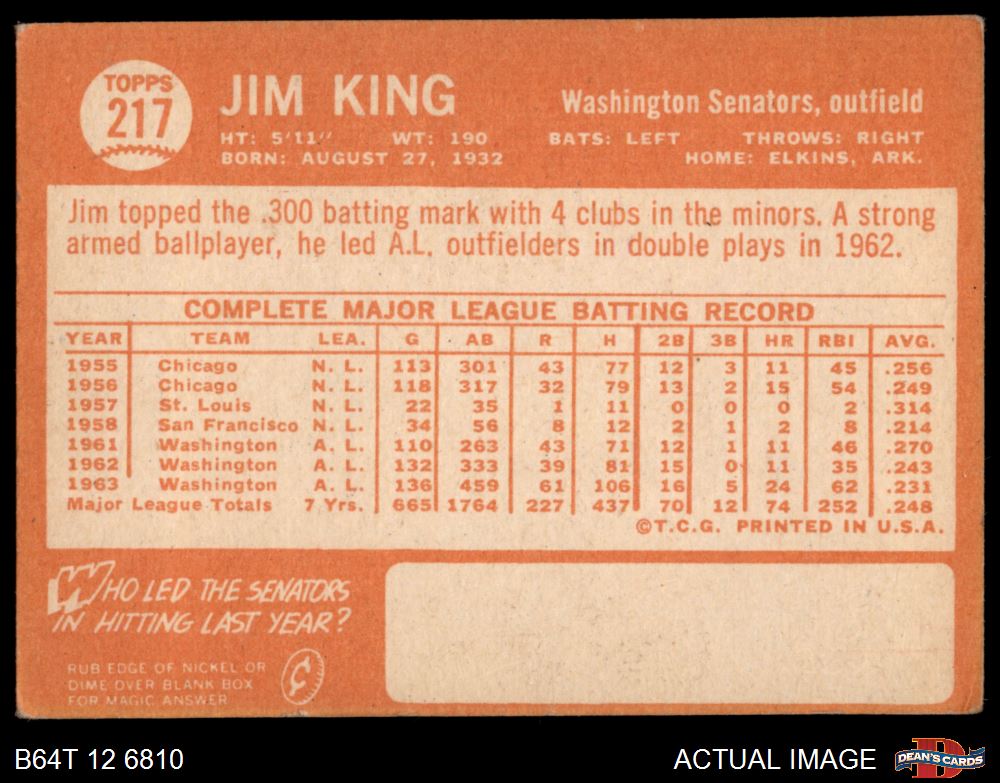 TOPPS
217
JIM KING
Washington Senators, outfield
HT: 5'11" WT: 190 BATS: LEFT THROWS: RIGHT
BORN: AUGUST 27, 1932 HOME: ELKINS, ARK.
Jim topped the .300 batting mark with 4 clubs in the minors. A strong
armed ballplayer, he led A.L. outfielders in double plays in 1962.
COMPLETE MAJOR LEAGUE BATTING RECORD
YEAR TEAM LEA. G AB R H 2B 3B HR RBI AVG.
1955 Chicago N. L. 113 301 43 77 12 3 11 45 .256
1956 Chicago N. L. 118 317 32 79 13 2 15 54 .249
1957 St. Louis N. L. 22 35 1 11 0 0 0 2 .314
1958 San Francisco N. L. 34 56 8 12 2 1 2 8 .214
1961 Washington A. L. 110 263 43 71 12 1 11 46 .270
1962 Washington A. L. 132 333 39 81 15 0 11 35 .243
1963 Washington A. L. 136 459 61 106 16 5 24 62 .231
Major League Totals 7 Yrs. 665 1764 227 437 70 12 74 252 .248
©T.C.G. PRINTED IN U.S.A.
WHO LED THE SENATORS
IN HITTING LAST YEAR?
RUB EDGE OF NICKEL OR
DIME OVER BLANK BOX
FOR MAGIC ANSWER
B64T 12 6810
ACTUAL IMAGE
DEAN'S CARDS